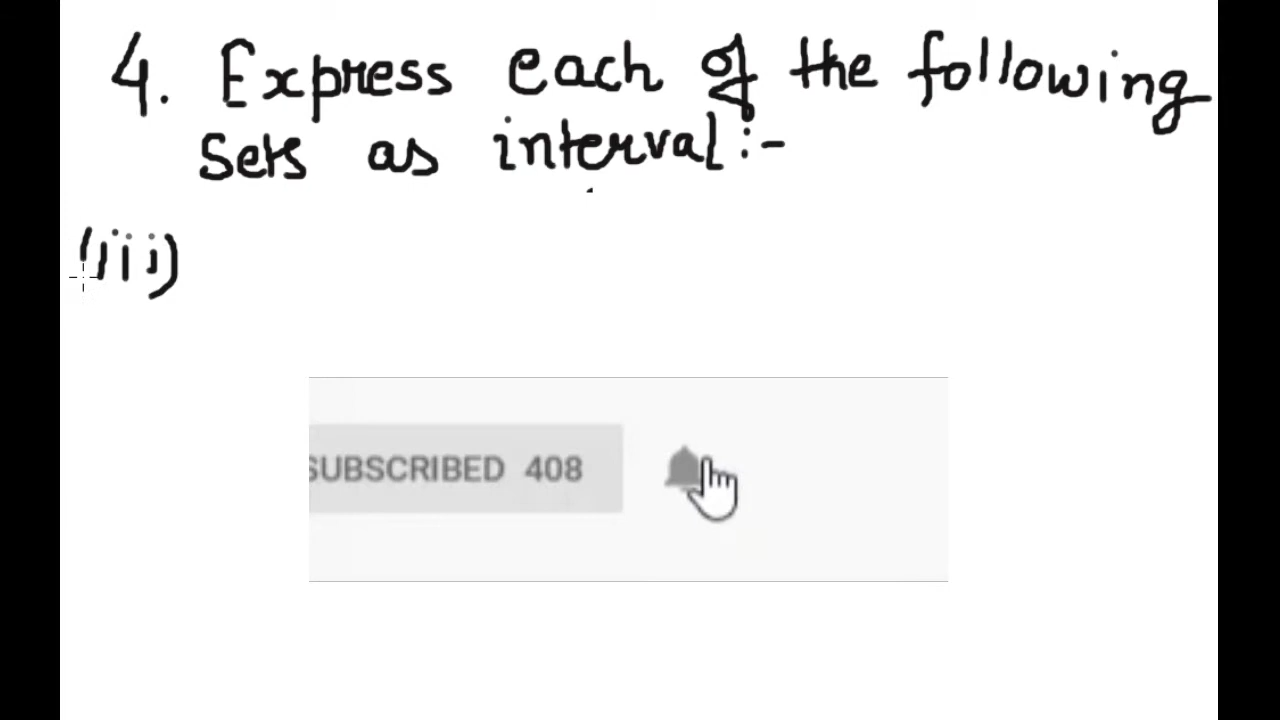 4. Express each of the following
sets as interval:-
(iii)
SUBSCRIBED 408